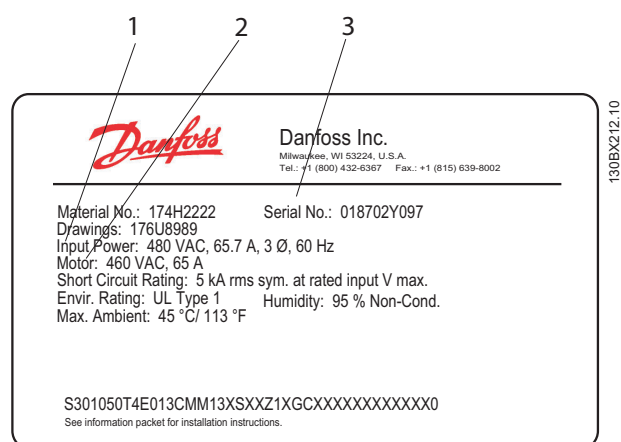 1 2 3
Danfoss
Danfoss Inc.
Milwaukee, WI 53224, U.S.A.
Tel.: +1 (800) 432-6367 Fax.: +1 (815) 639-8002
Material No.: 174H2222 Serial No.: 018702Y097
Drawings: 176U8989
Input Power: 480 VAC, 65.7 A, 3 Ø, 60 Hz
Motor: 460 VAC, 65 A
Short Circuit Rating: 5 kA rms sym. at rated input V max.
Envir. Rating: UL Type 1 Humidity: 95 % Non-Cond.
Max. Ambient: 45 °C/ 113 °F
S301050T4E013CMM13XSXXZ1XGCXXXXXXXXXXXX0
See information packet for installation instructions.
130BX212.10